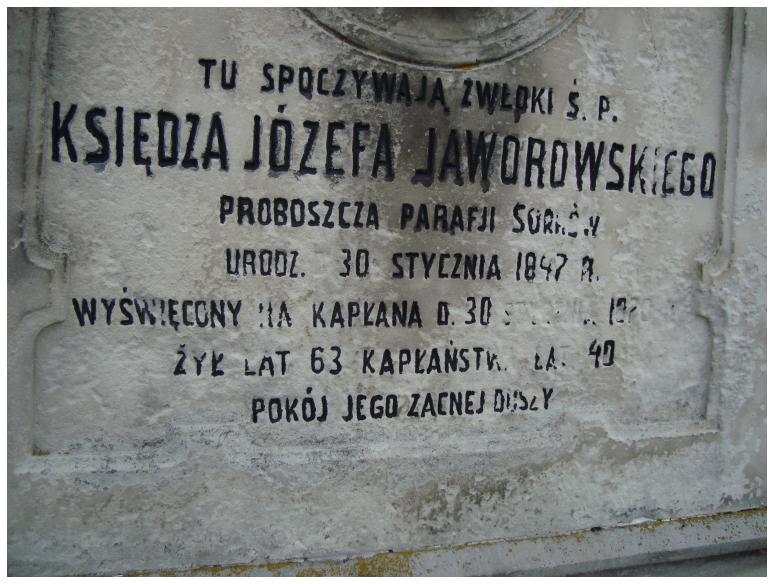 TU SPOCZYWAJĄ ZWŁOKI Ś. P.
KSIĘDZA JÓZEFA JAWOROWSKIEGO
PROBOSZCZA PARAFJI
URODZ. 30 STYCZNIA 1847 R.
WYŚWIĘCONY NA KAPŁANA D. 30
ŻYŁ LAT 63 KAPŁAŃSTW. LAT 40
POKÓJ JEGO ZACNEJ DUSZY